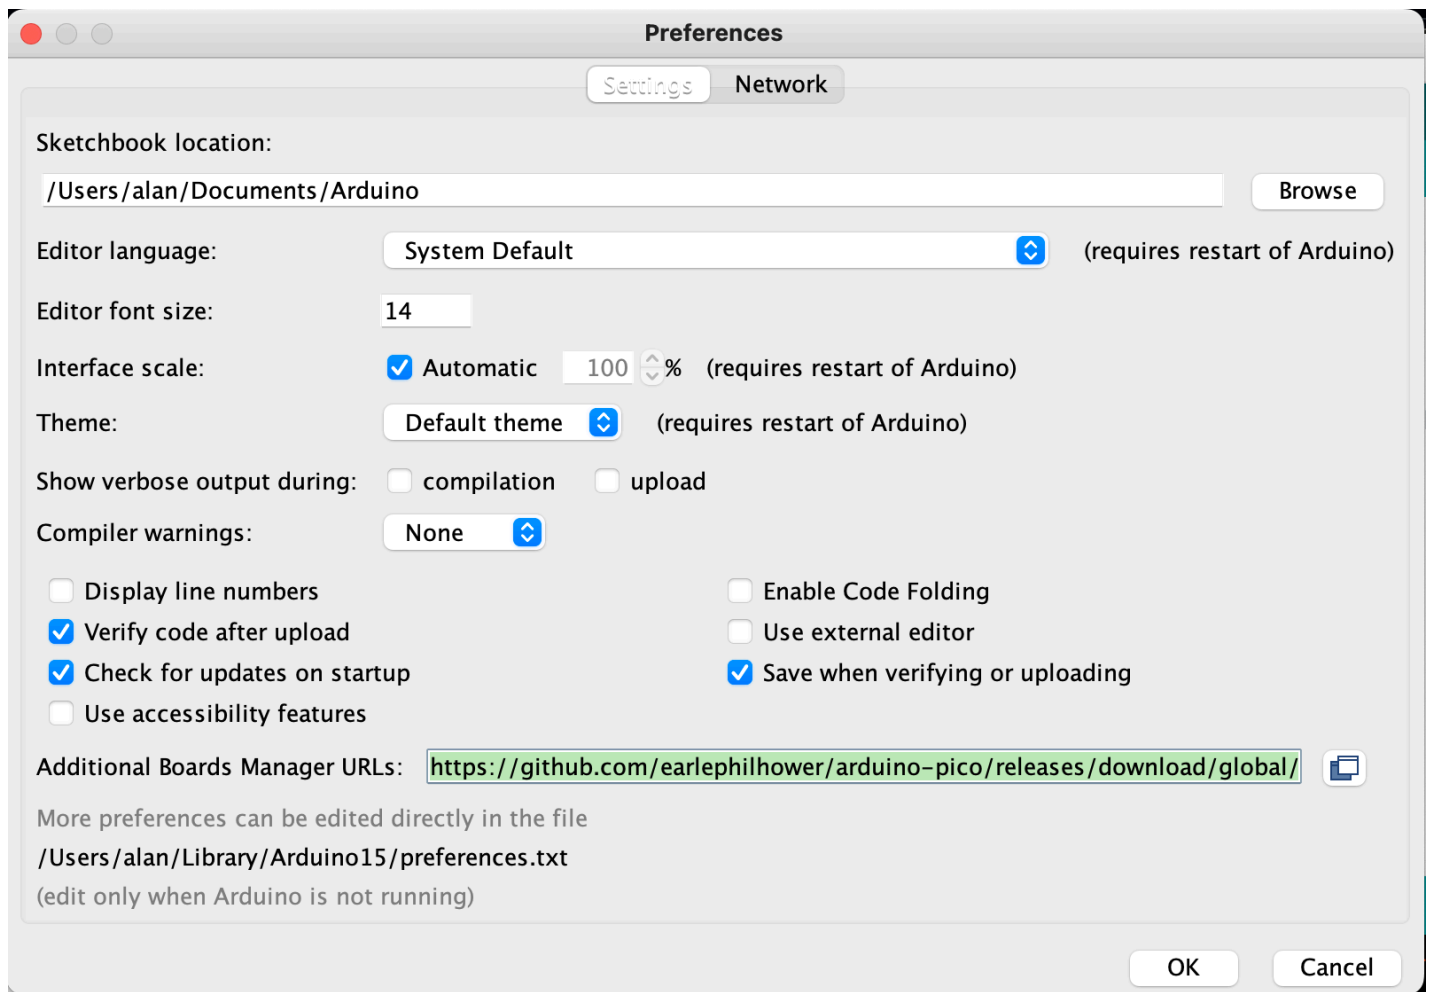 Preferences
Settings Network
Sketchbook location:
/Users/alan/Documents/Arduino Browse
Editor language: System Default (requires restart of Arduino)
Editor font size: 14
Interface scale: Automatic 100 % (requires restart of Arduino)
Theme: Default theme (requires restart of Arduino)
Show verbose output during: compilation upload
Compiler warnings: None
Display line numbers Enable Code Folding
Verify code after upload Use external editor
Check for updates on startup Save when verifying or uploading
Use accessibility features
Additional Boards Manager URLs: https://github.com/earlephilhower/arduino-pico/releases/download/global/
More preferences can be edited directly in the file
/Users/alan/Library/Arduino15/preferences.txt
(edit only when Arduino is not running)
OK Cancel